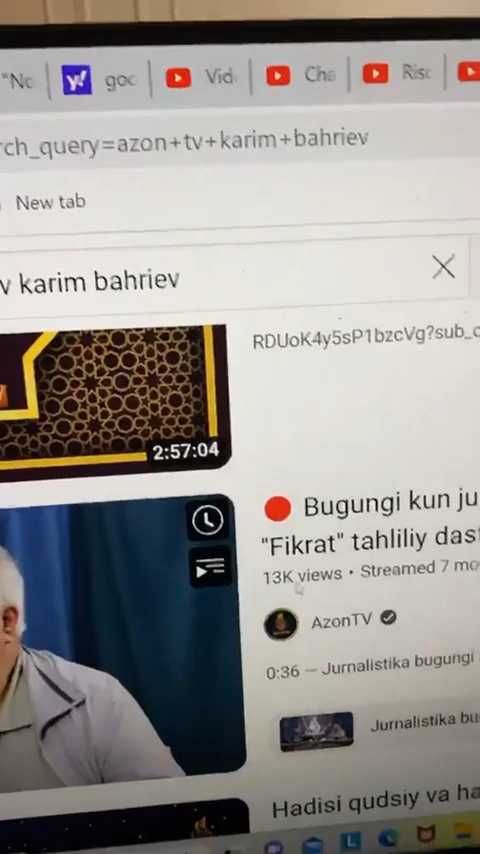 "No
goo
Vid
Cha
Risc
rch_query=azon+tv+karim+bahriev
New tab
v karim bahriev
RDUoK4y5sP1bzcVg?sub_c
2:57:04
Bugungi kun ju
"Fikrat" tahliliy das
13K views • Streamed 7 mo
AzonTV
0:36 — Jurnalistika bugungi
Jurnalistika bu
Hadisi qudsiy va ha